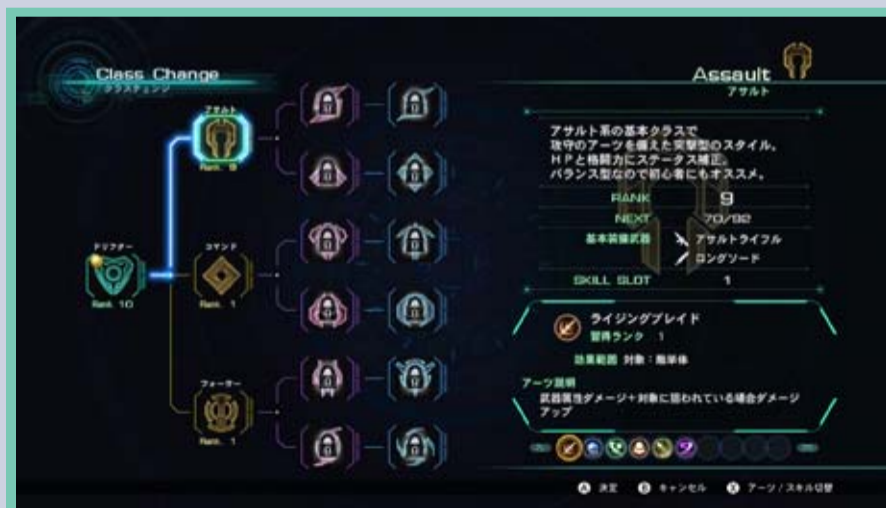 Class Change
クラスチェンジ
アサルト
Rank. 9
ドリフター
Rank. 10
コマンド
Rank. 1
フォーサー
Rank. 1
Assault
アサルト
アサルト系の基本クラスで
攻守のアーツを備えた突撃型のスタイル。
HPと格闘力にステータス補正。
バランス型なので初心者にもオススメ。
RANK 9
NEXT 70/92
基本装備武器 アサルトライフル
ロングソード
SKILL SLOT 1
ライジングブレイド
習得ランク 1
効果範囲 対象：敵単体
アーツ説明
武器属性ダメージ+対象に狙われている場合ダメージ
アップ
A 決定 B キャンセル X アーツ/スキル切替